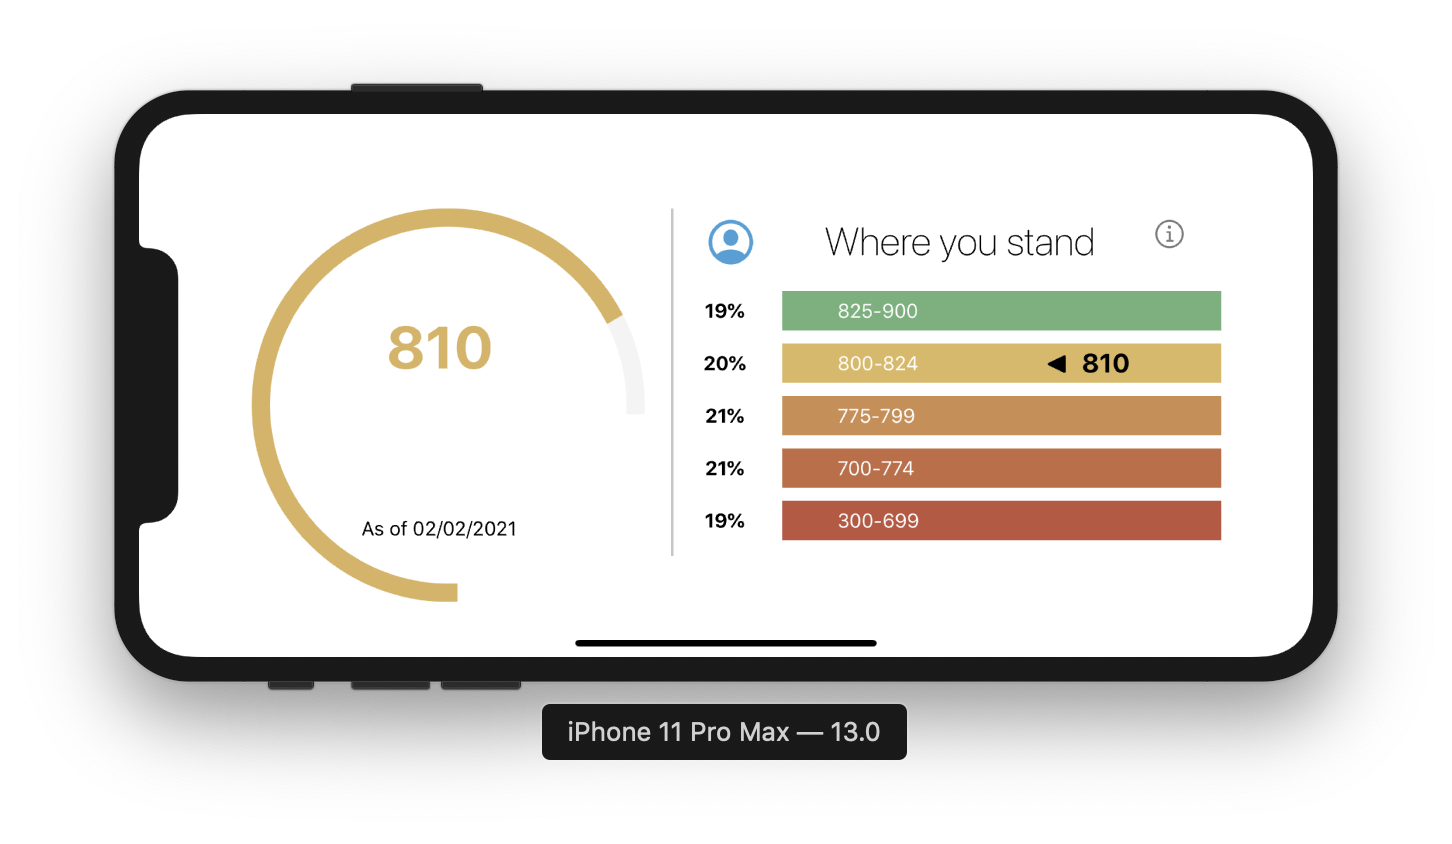 810
As of 02/02/2021
Where you stand
19% 825-900
20% 800-824 ◀ 810
21% 775-799
21% 700-774
19% 300-699
iPhone 11 Pro Max — 13.0